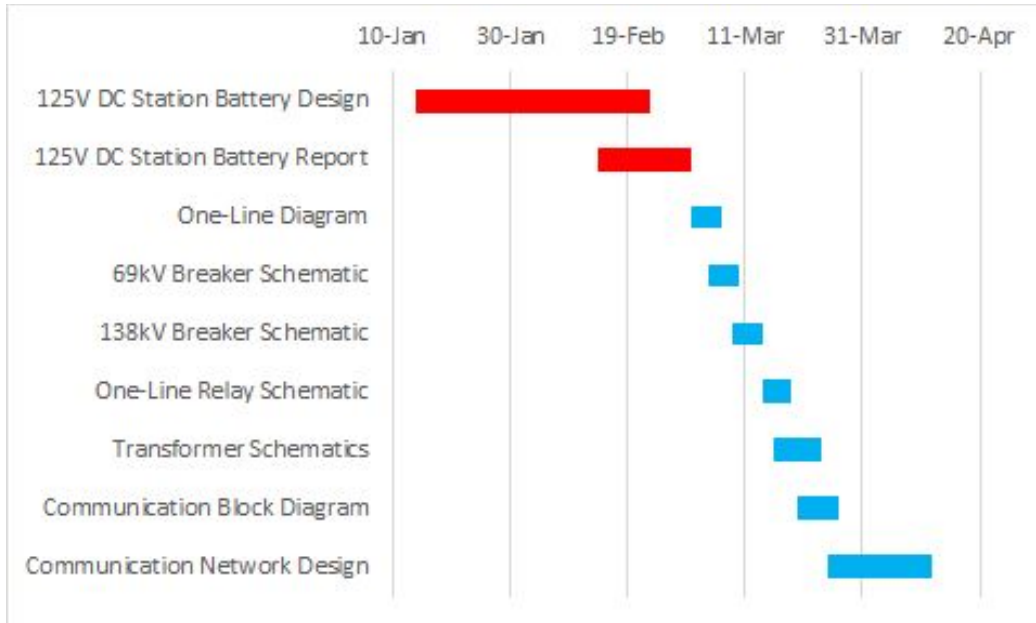 10-Jan 30-Jan 19-Feb 11-Mar 31-Mar 20-Apr
125V DC Station Battery Design
125V DC Station Battery Report
One-Line Diagram
69kV Breaker Schematic
138kV Breaker Schematic
One-Line Relay Schematic
Transformer Schematics
Communication Block Diagram
Communication Network Design